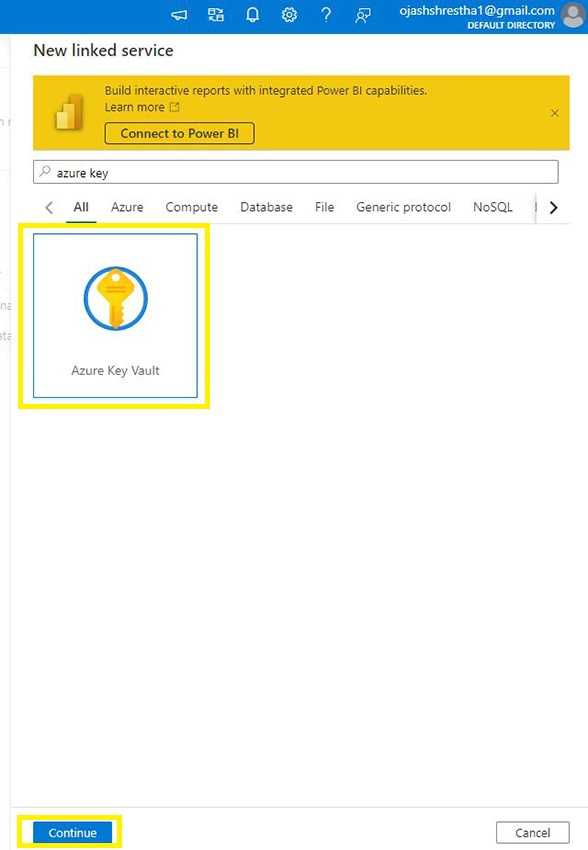 ojashshrestha1@gmail.com
DEFAULT DIRECTORY
New linked service
Build interactive reports with integrated Power BI capabilities.
Learn more
Connect to Power BI
azure key
All Azure Compute Database File Generic protocol NoSQL
Azure Key Vault
Continue Cancel